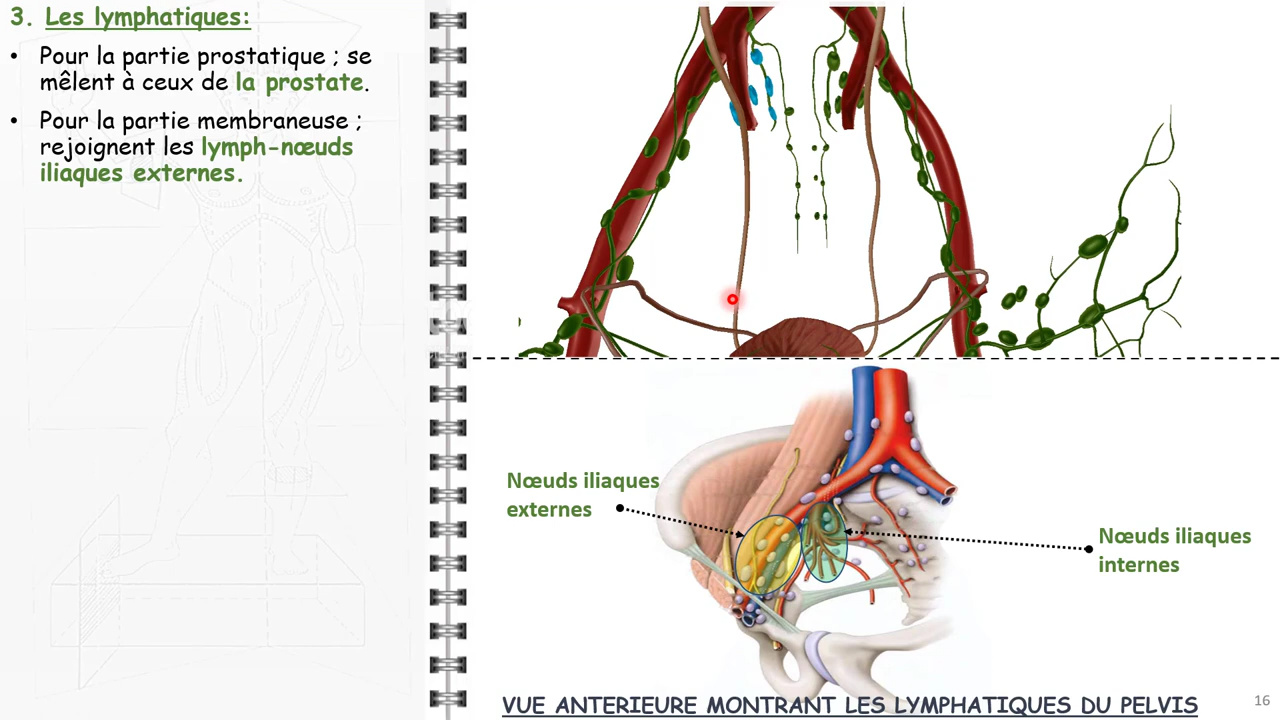 3. Les lymphatiques:
• Pour la partie prostatique ; se
mêlent à ceux de la prostate.
• Pour la partie membraneuse ;
rejoignent les lymph-nœuds
iliaques externes.
Nœuds iliaques
externes
Nœuds iliaques
internes
VUE ANTERIEURE MONTRANT LES LYMPHATIQUES DU PELVIS
16